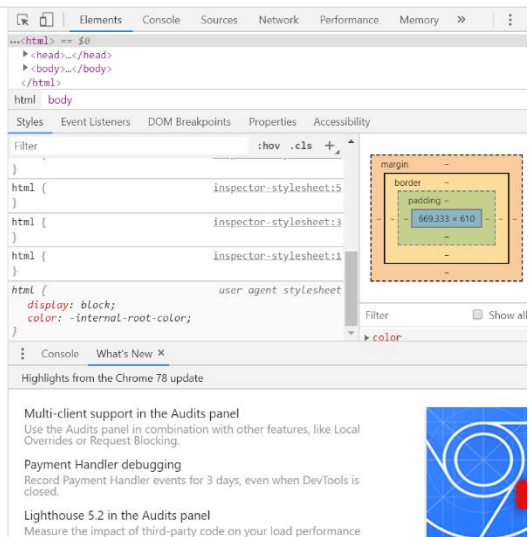 Elements Console Sources Network Performance Memory »
...<html> == $0
<head>…</head>
<body>…</body>
</html>
html body
Styles Event Listeners DOM Breakpoints Properties Accessibility
Filter :hov .cls +
}
html { inspector-stylesheet:5
}
html { inspector-stylesheet:3
}
html { inspector-stylesheet:1
}
html { user agent stylesheet
display: block;
color: -internal-root-color;
}
margin -
border -
padding -
- - - 669.333 × 610 - - -
-
-
-
Filter Show all
color
Console What's New ×
Highlights from the Chrome 78 update
Multi-client support in the Audits panel
Use the Audits panel in combination with other features, like Local
Overrides or Request Blocking.
Payment Handler debugging
Record Payment Handler events for 3 days, even when DevTools is
closed.
Lighthouse 5.2 in the Audits panel
Measure the impact of third-party code on your load performance